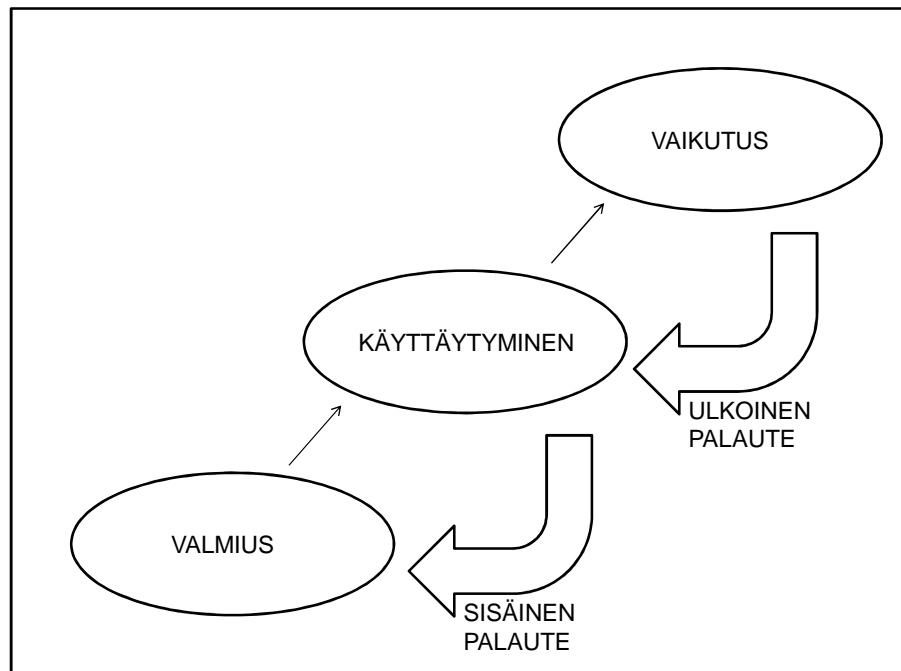 VAIKUTUS
KÄYTTÄYTYMINEN
ULKOINEN
PALAUTE
VALMIUS
SISÄINEN
PALAUTE